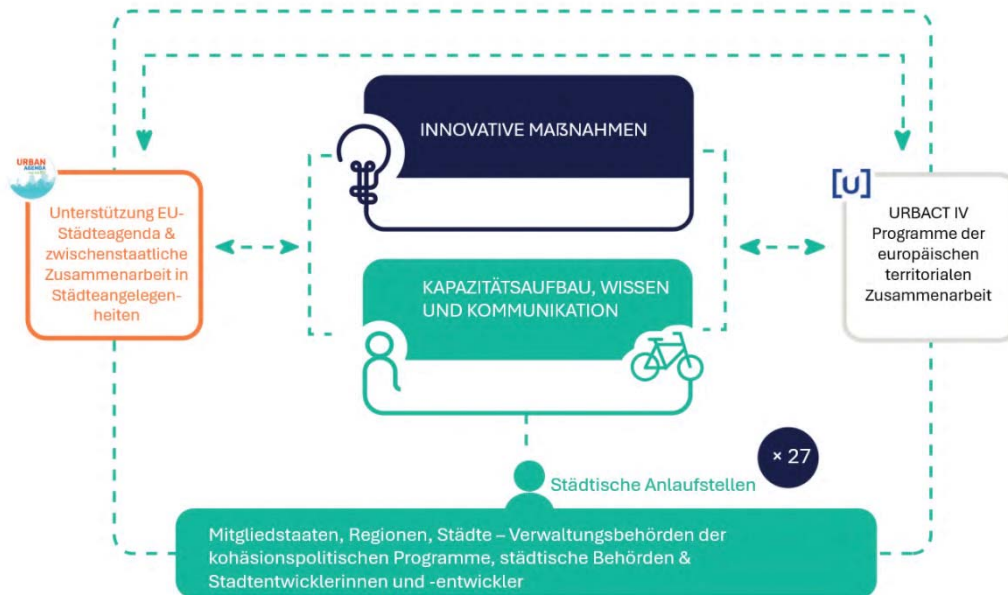 INNOVATIVE MAẞNAHMEN
URBAN
AGENDA
Unterstützung EU-
Städteagenda &
zwischenstaatliche
Zusammenarbeit in
Städteangelegen-
heiten
[U]
URBACT IV
Programme der
europäischen
territorialen
Zusammenarbeit
KAPAZITÄTSAUFBAU, WISSEN
UND KOMMUNIKATION
× 27
Städtische Anlaufstellen
Mitgliedstaaten, Regionen, Städte – Verwaltungsbehörden der
kohäsionspolitischen Programme, städtische Behörden &
Stadtentwicklerinnen und -entwickler